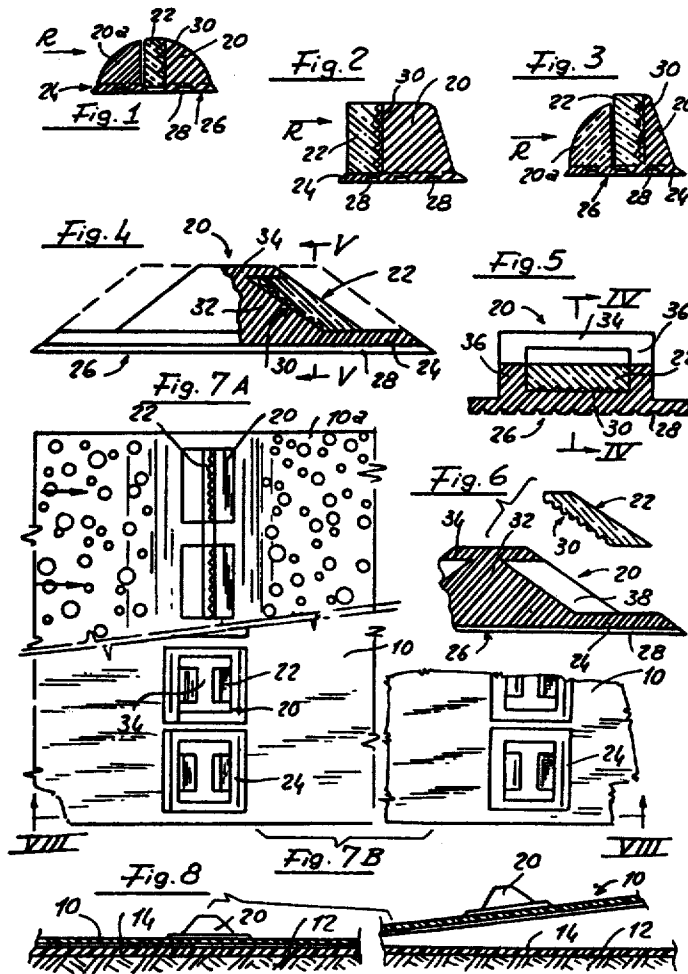 R 20a 22 30 20
24 28 26
Fig. 1
Fig. 2
30 20
R 22
24 28 28
Fig. 3
22 30 20
R 20a
26 28 24
Fig. 4
20 34 V 22
32
26 V 30 28 24
Fig. 5
20 IV 34 36
36 22
26 30 28
IV
Fig. 7A
22 20 10a
Fig. 6
22
34 32 30
20
38
26 24 28
10 10
22
20
34 24 24
VIII VIII
Fig. 7B
Fig. 8
20 10
10 14 20 12 14 12